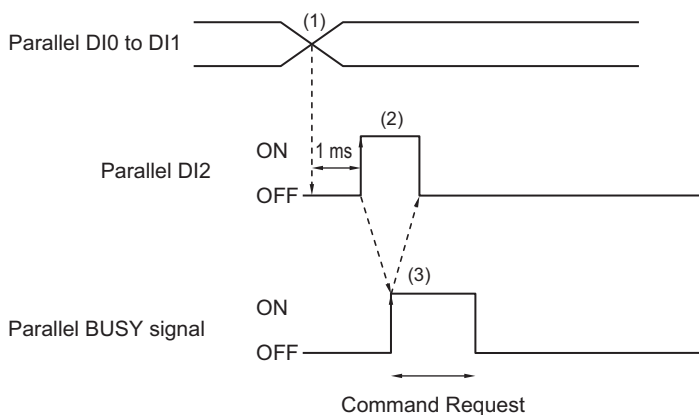 (1)
Parallel DI0 to DI1
(2)
ON
1 ms
Parallel DI2
OFF
(3)
ON
Parallel BUSY signal
OFF
Command Request